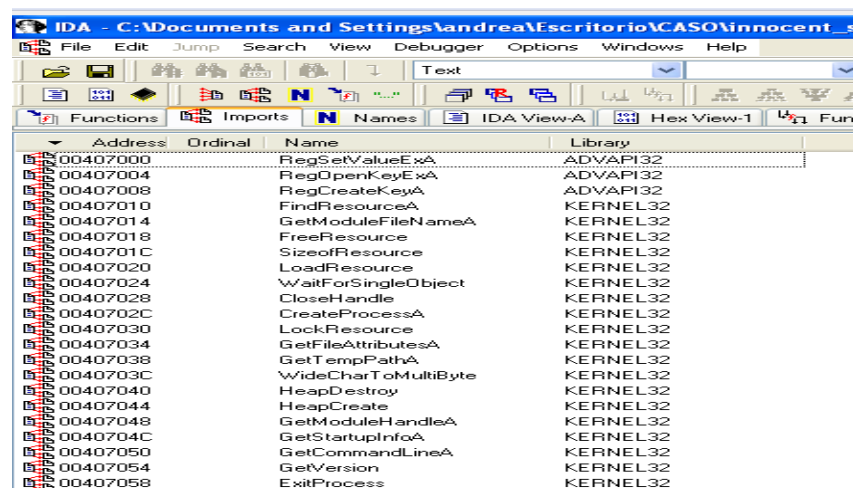 IDA - C:\Documents and Settings\andrea\Escritorio\CASO\innocent_s
File Edit Jump Search View Debugger Options Windows Help
Text
Functions Imports N Names IDA View-A Hex View-1 Fun
Address Ordinal Name Library
00407000 RegSetValueExA ADVAPI32
00407004 RegOpenKeyExA ADVAPI32
00407008 RegCreateKeyA ADVAPI32
00407010 FindResourceA KERNEL32
00407014 GetModuleFileNameA KERNEL32
00407018 FreeResource KERNEL32
0040701C SizeofResource KERNEL32
00407020 LoadResource KERNEL32
00407024 WaitForSingleObject KERNEL32
00407028 CloseHandle KERNEL32
0040702C CreateProcessA KERNEL32
00407030 LockResource KERNEL32
00407034 GetFileAttributesA KERNEL32
00407038 GetTempPathA KERNEL32
0040703C WideCharToMultiByte KERNEL32
00407040 HeapDestroy KERNEL32
00407044 HeapCreate KERNEL32
00407048 GetModuleHandleA KERNEL32
0040704C GetStartupInfoA KERNEL32
00407050 GetCommandLineA KERNEL32
00407054 GetVersion KERNEL32
00407058 ExitProcess KERNEL32